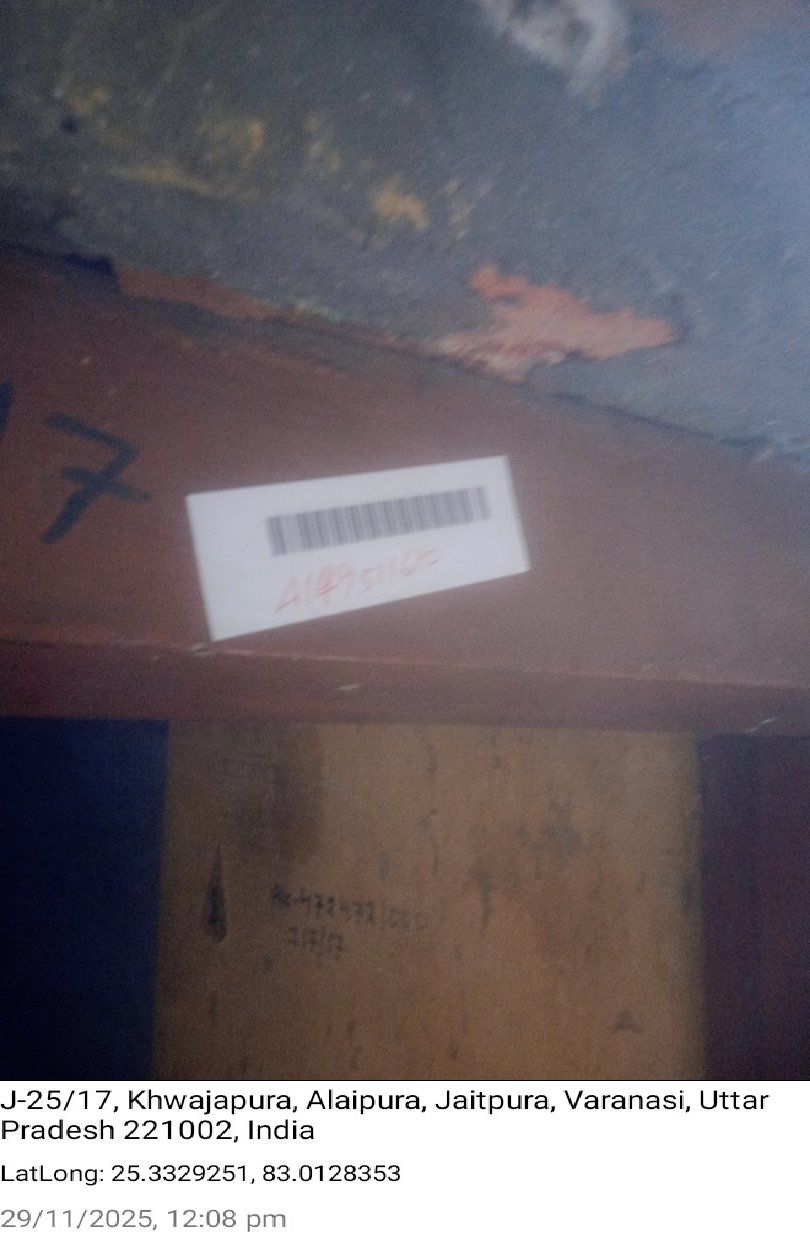 7
J-25/17, Khwajapura, Alaipura, Jaitpura, Varanasi, Uttar
Pradesh 221002, India
LatLong: 25.3329251, 83.0128353
29/11/2025, 12:08 pm